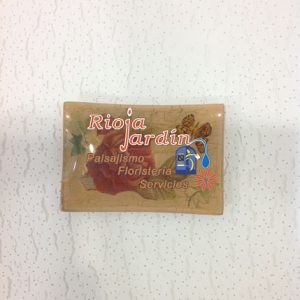 Rioja
Jardín
Paisajismo
Floristería
Servicios